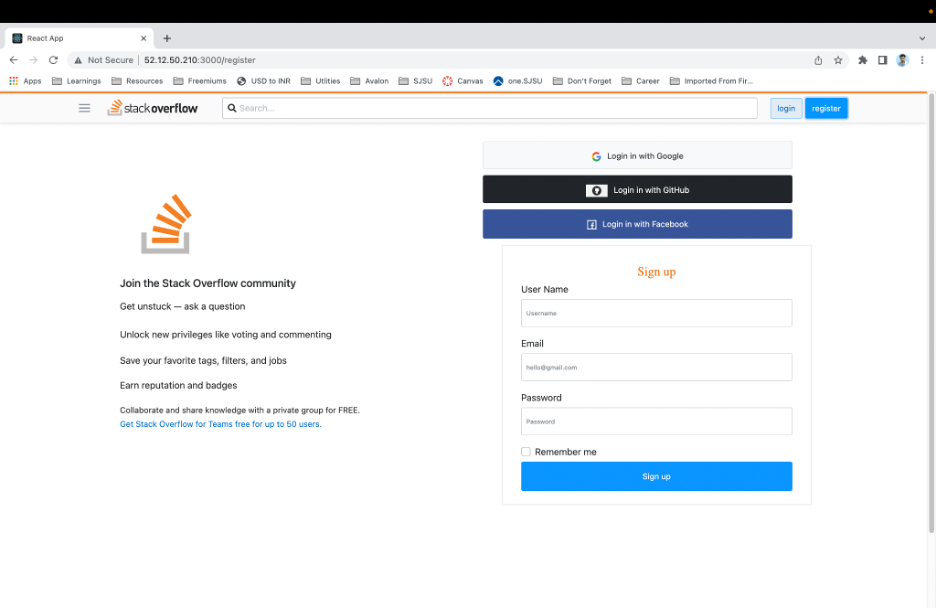 React App
Not Secure 52.12.50.210:3000/register
Apps Learnings Resources Freemiums USD to INR Utlities Avalon SJSU Canvas one.SJSU Don't Forget Career Imported From Fir...
stackoverflow Search... login register
Login in with Google
Login in with GitHub
Login in with Facebook
Join the Stack Overflow community
Get unstuck — ask a question
Unlock new privileges like voting and commenting
Save your favorite tags, filters, and jobs
Earn reputation and badges
Collaborate and share knowledge with a private group for FREE.
Get Stack Overflow for Teams free for up to 50 users.
Sign up
User Name
Username
Email
hello@gmail.com
Password
Password
Remember me
Sign up